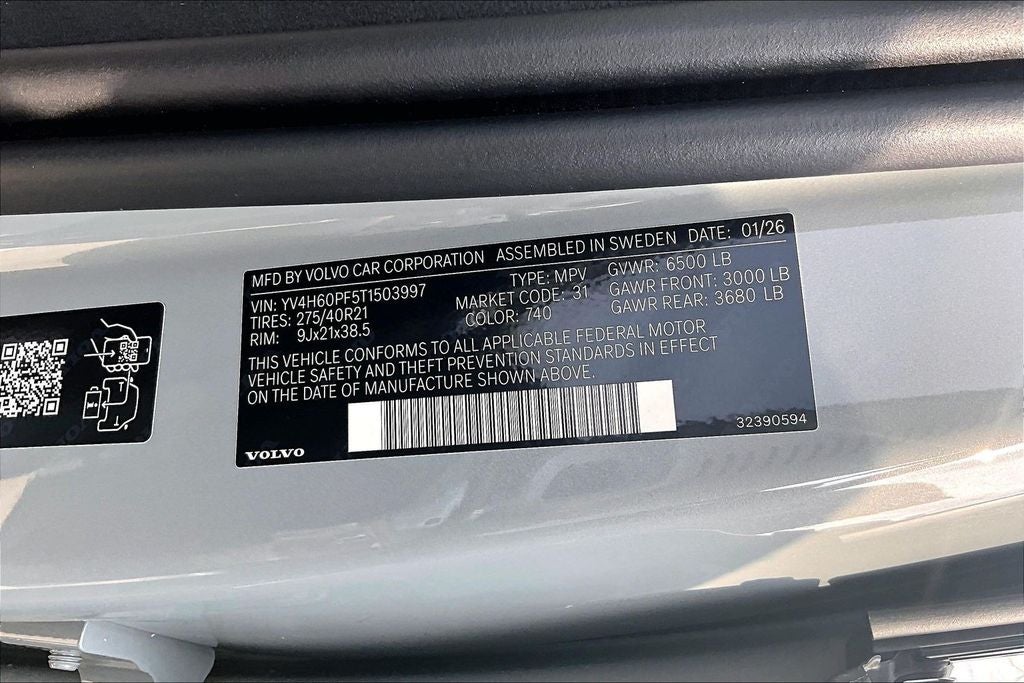 MFD BY VOLVO CAR CORPORATION ASSEMBLED IN SWEDEN DATE: 01/26
VIN: YV4H60PF5T1503997 TYPE: MPV GVWR: 6500 LB
TIRES: 275/40R21 MARKET CODE: 31 GAWR FRONT: 3000 LB
RIM: 9Jx21x38.5 COLOR: 740 GAWR REAR: 3680 LB
THIS VEHICLE CONFORMS TO ALL APPLICABLE FEDERAL MOTOR
VEHICLE SAFETY AND THEFT PREVENTION STANDARDS IN EFFECT
ON THE DATE OF MANUFACTURE SHOWN ABOVE.
VOLVO 32390594